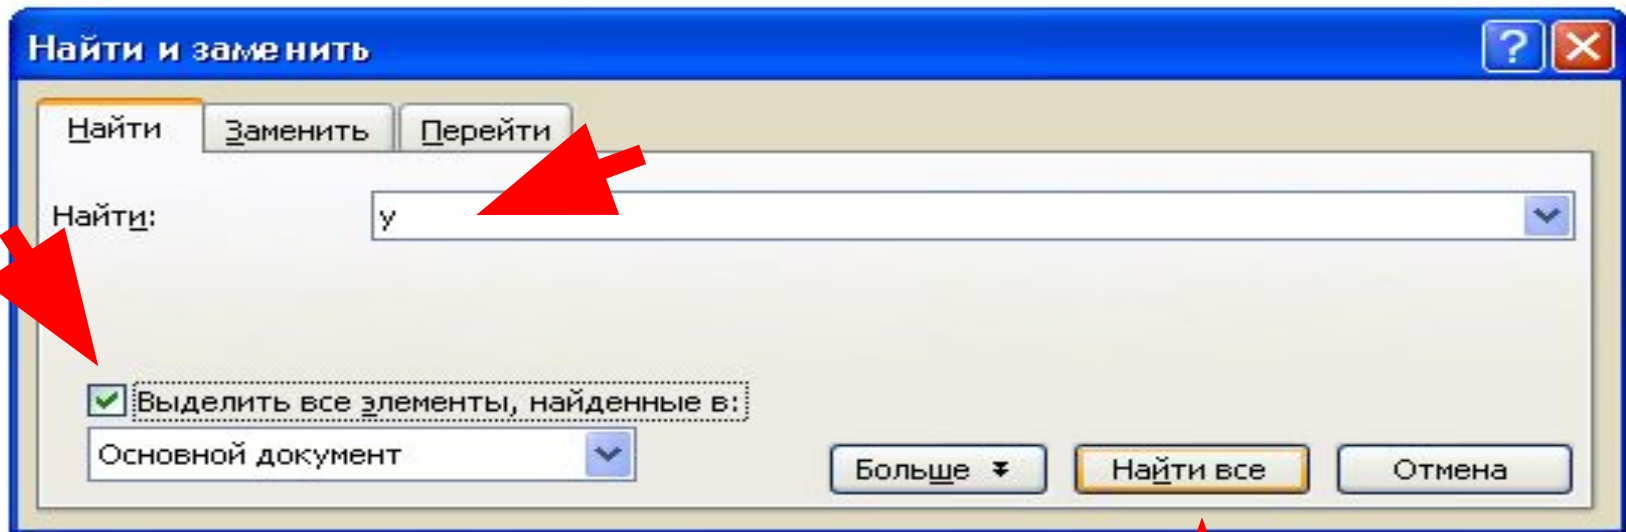 Найти и заменить
Найти Заменить Перейти
Найти: у
Выделить все элементы, найденные в:
Основной документ
Больше Найти все Отмена